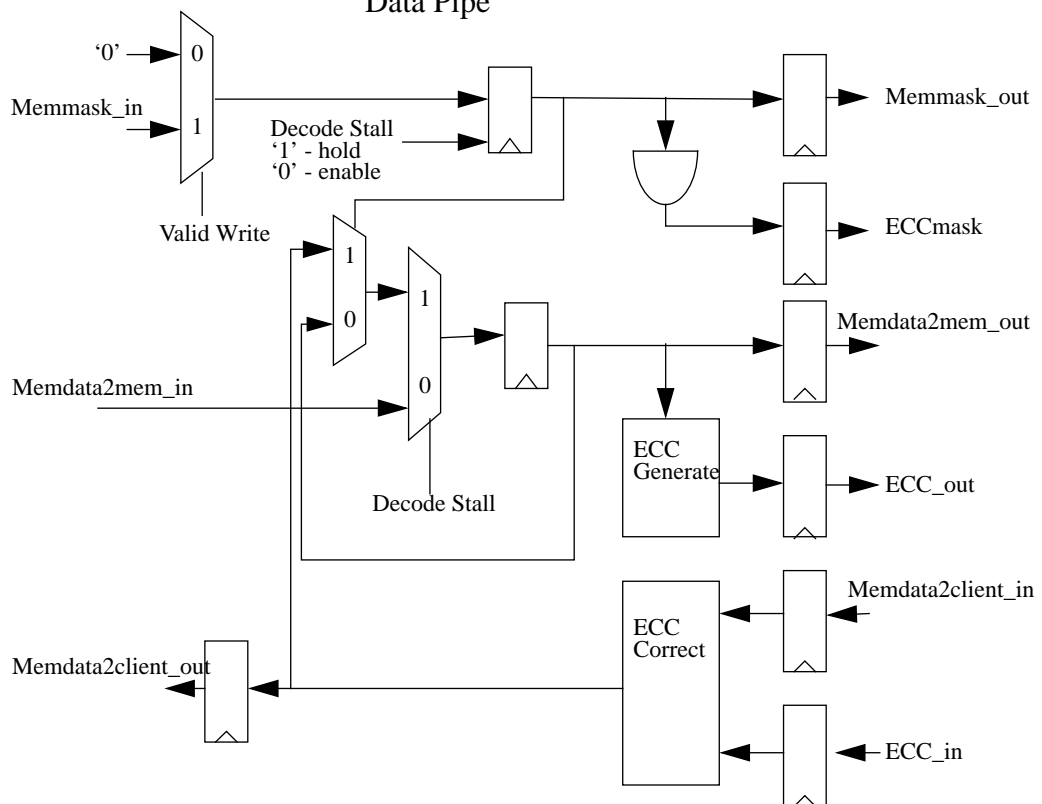 Data Pipe
‘0’
0
Memmask_in
1
Decode Stall
‘1’ - hold
‘0’ - enable
Memmask_out
Valid Write
ECCmask
1
0
1
0
Memdata2mem_out
Memdata2mem_in
ECC
Generate
ECC_out
Decode Stall
Memdata2client_in
ECC
Correct
Memdata2client_out
ECC_in